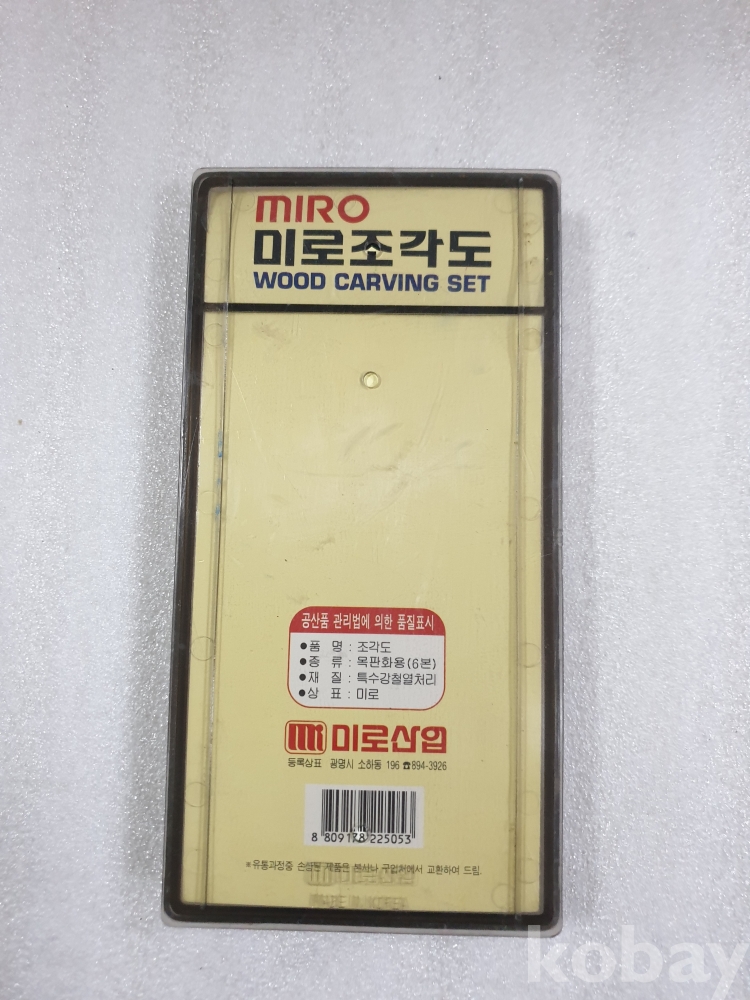 MIRO
미로조각도
WOOD CARVING SET
공산품 관리법에 의한 품질표시
●품 명 : 조각도
●종 류 : 목판화용(6본)
●재 질 : 특수강철열처리
●상 표 : 미로
미로산업
등록상표 광명시 소하동 196 ☎894-3926
8 809178 225053
※유통과정중 손상된 제품은 본사나 구입처에서 교환하여 드림.
미로산업
MADE IN KOREA
kobay